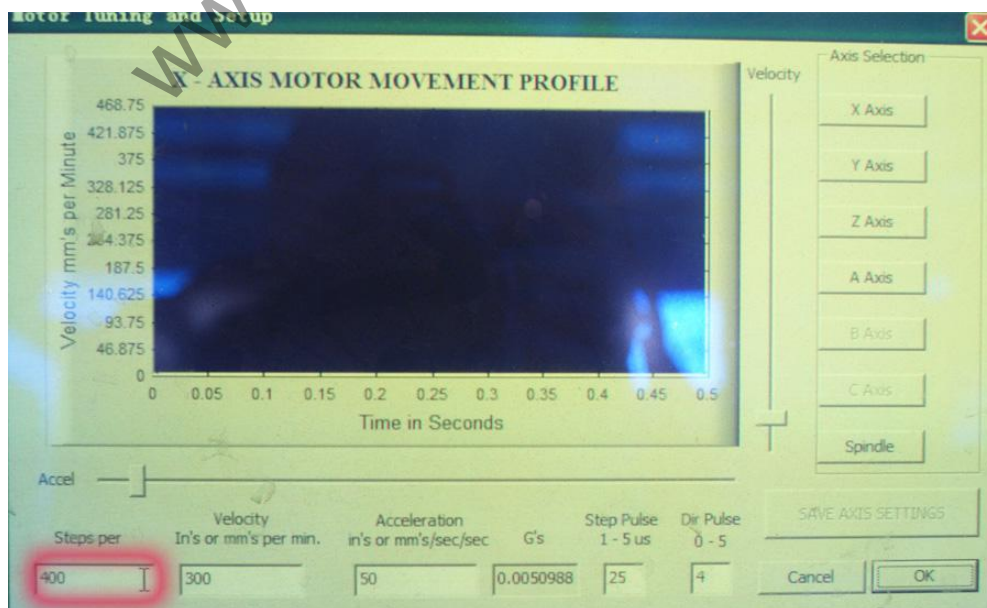 Motor Tuning and Setup
WWW
X - AXIS MOTOR MOVEMENT PROFILE
Velocity mm's per Minute
468.75
421.875
375
328.125
281.25
234.375
187.5
140.625
93.75
46.875
0
0 0.05 0.1 0.15 0.2 0.25 0.3 0.35 0.4 0.45 0.5
Time in Seconds
Velocity
Axis Selection
X Axis
Y Axis
Z Axis
A Axis
B Axis
C Axis
Spindle
Accel
Steps per
Velocity
In's or mm's per min.
Acceleration
in's or mm's/sec/sec
G's
Step Pulse
1 - 5 us
Dir Pulse
0 - 5
SAVE AXIS SETTINGS
400
300
50
0.0050988
25
4
Cancel
OK